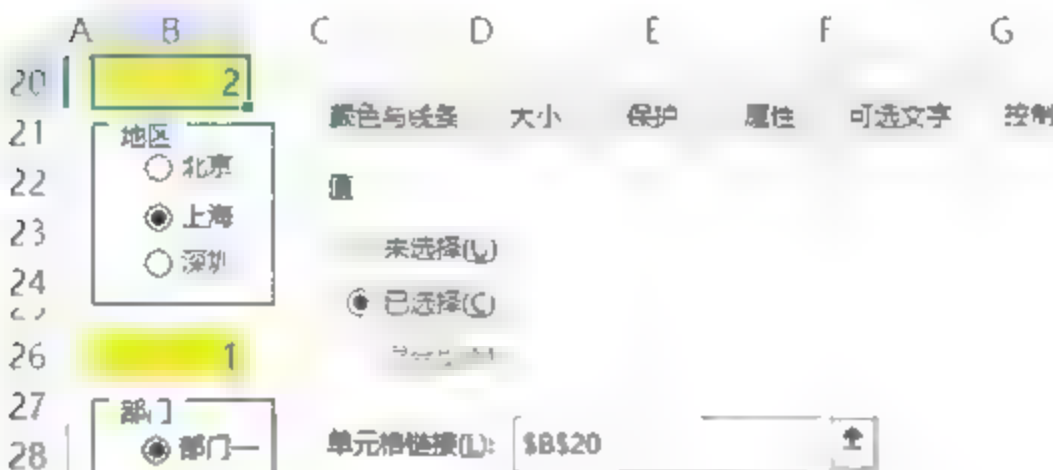 A B C D E F G
20 2
21 地区 颜色与线条 大小 保护 属性 可选文字 控制
22 北京 值
23 上海 未选择(U)
24 深圳 已选择(C)
26 1
27 部门
28 部门一 单元格链接(L): $B$20